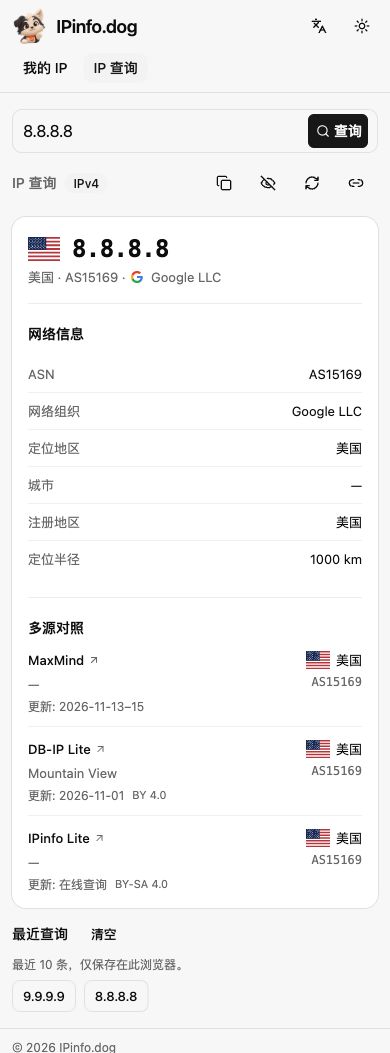 IPinfo.dog
我的 IP IP 查询
8.8.8.8 查询
IP 查询 IPv4
8.8.8.8
美国 · AS15169 · Google LLC
网络信息
ASN AS15169
网络组织 Google LLC
定位地区 美国
城市 —
注册地区 美国
定位半径 1000 km
多源对照
MaxMind ↗ 美国
— AS15169
更新: 2026-11-13–15
DB-IP Lite ↗ 美国
Mountain View AS15169
更新: 2026-11-01 BY 4.0
IPinfo Lite ↗ 美国
— AS15169
更新: 在线查询 BY-SA 4.0
最近查询 清空
最近 10 条，仅保存在此浏览器。
9.9.9.9 8.8.8.8
© 2026 IPinfo.dog